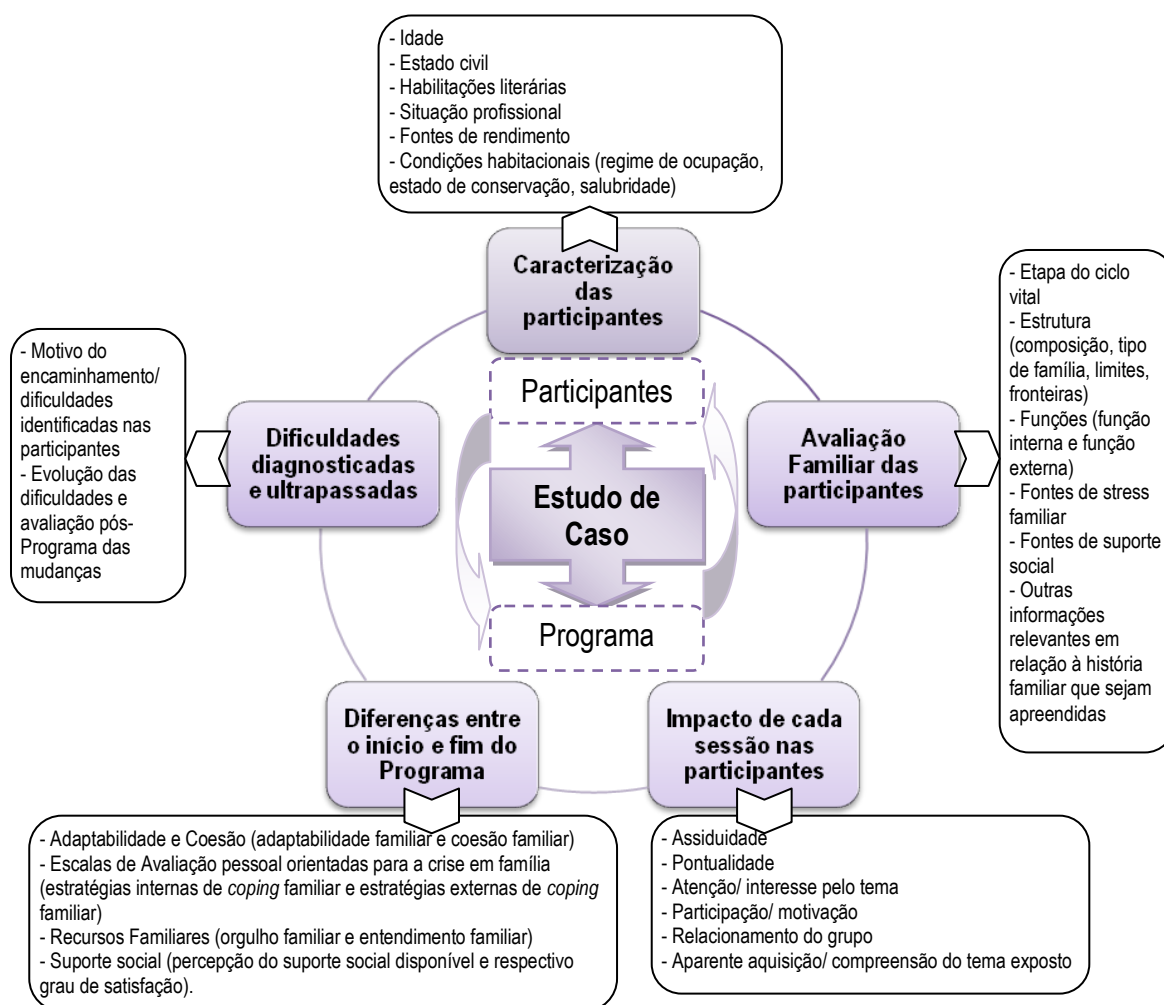 - Idade
- Estado civil
- Habilitações literárias
- Situação profissional
- Fontes de rendimento
- Condições habitacionais (regime de ocupação,
estado de conservação, salubridade)
Caracterização
das
participantes
- Etapa do ciclo
vital
- Estrutura
(composição, tipo
de família, limites,
fronteiras)
- Funções (função
interna e função
externa)
- Fontes de stress
familiar
- Fontes de suporte
social
- Outras
informações
relevantes em
relação à história
familiar que sejam
apreendidas
- Motivo do
encaminhamento/
dificuldades
identificadas nas
participantes
- Evolução das
dificuldades e
avaliação pós-
Programa das
mudanças
Dificuldades
diagnosticadas
e ultrapassadas
Participantes
Estudo de
Caso
Programa
Avaliação
Familiar das
participantes
Diferenças entre
o início e fim do
Programa
Impacto de cada
sessão nas
participantes
- Adaptabilidade e Coesão (adaptabilidade familiar e coesão familiar)
- Escalas de Avaliação pessoal orientadas para a crise em família
(estratégias internas de coping familiar e estratégias externas de coping
familiar)
- Recursos Familiares (orgulho familiar e entendimento familiar)
- Suporte social (percepção do suporte social disponível e respectivo
grau de satisfação).
- Assiduidade
- Pontualidade
- Atenção/ interesse pelo tema
- Participação/ motivação
- Relacionamento do grupo
- Aparente aquisição/ compreensão do tema exposto